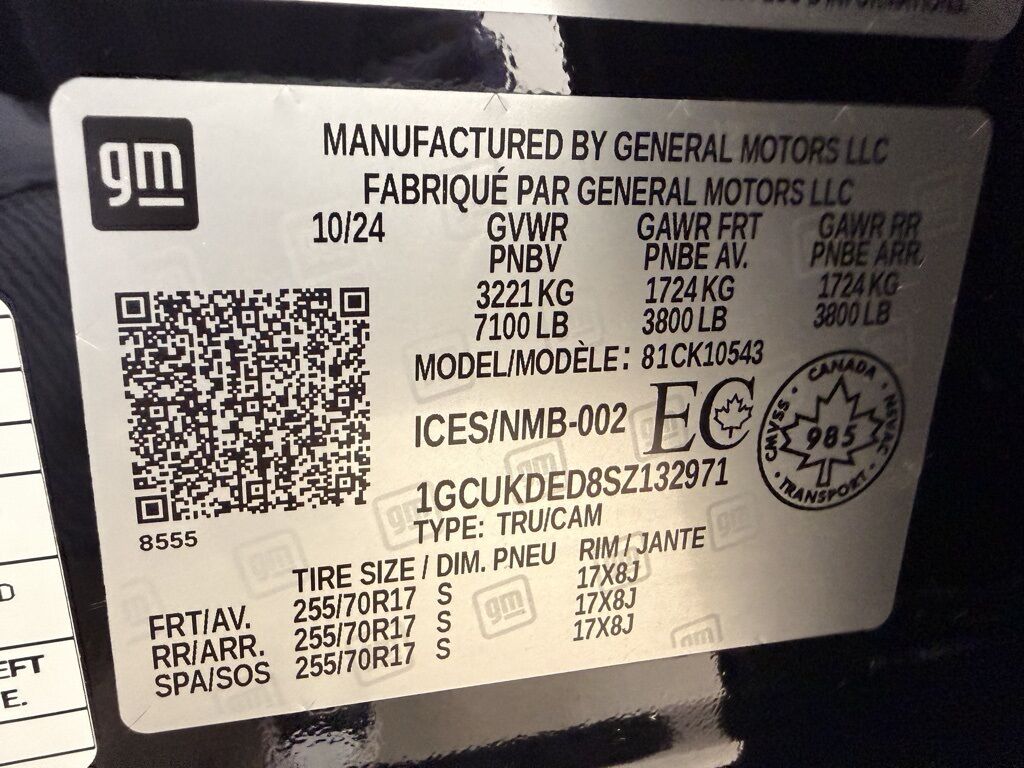 gm
MANUFACTURED BY GENERAL MOTORS LLC
FABRIQUÉ PAR GENERAL MOTORS LLC
10/24 GVWR GAWR FRT GAWR RR
PNBV PNBE AV. PNBE ARR.
3221 KG 1724 KG 1724 KG
7100 LB 3800 LB 3800 LB
MODEL/MODÈLE: 81CK10543
ICES/NMB-002 EC
CANADA
CMVSS 985 NSVAC
TRANSPORT
1GCUKDED8SZ132971
TYPE: TRU/CAM
8555
TIRE SIZE / DIM. PNEU RIM / JANTE
FRT/AV. 255/70R17 S 17X8J
RR/ARR. 255/70R17 S 17X8J
SPA/SOS 255/70R17 S 17X8J
D
EFT
E.